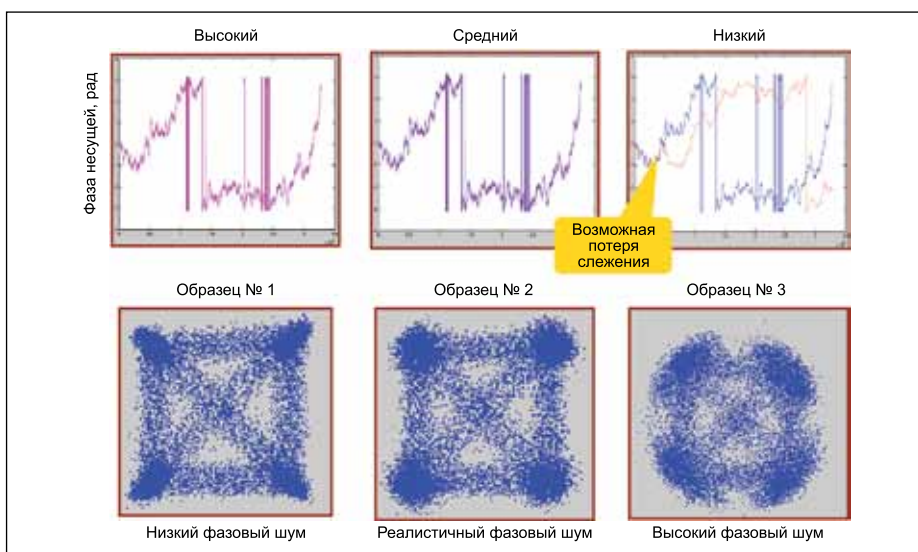 Высокий
Средний
Низкий
Фаза несущей, рад
Возможная
потеря
слежения
Образец № 1
Образец № 2
Образец № 3
Низкий фазовый шум
Реалистичный фазовый шум
Высокий фазовый шум